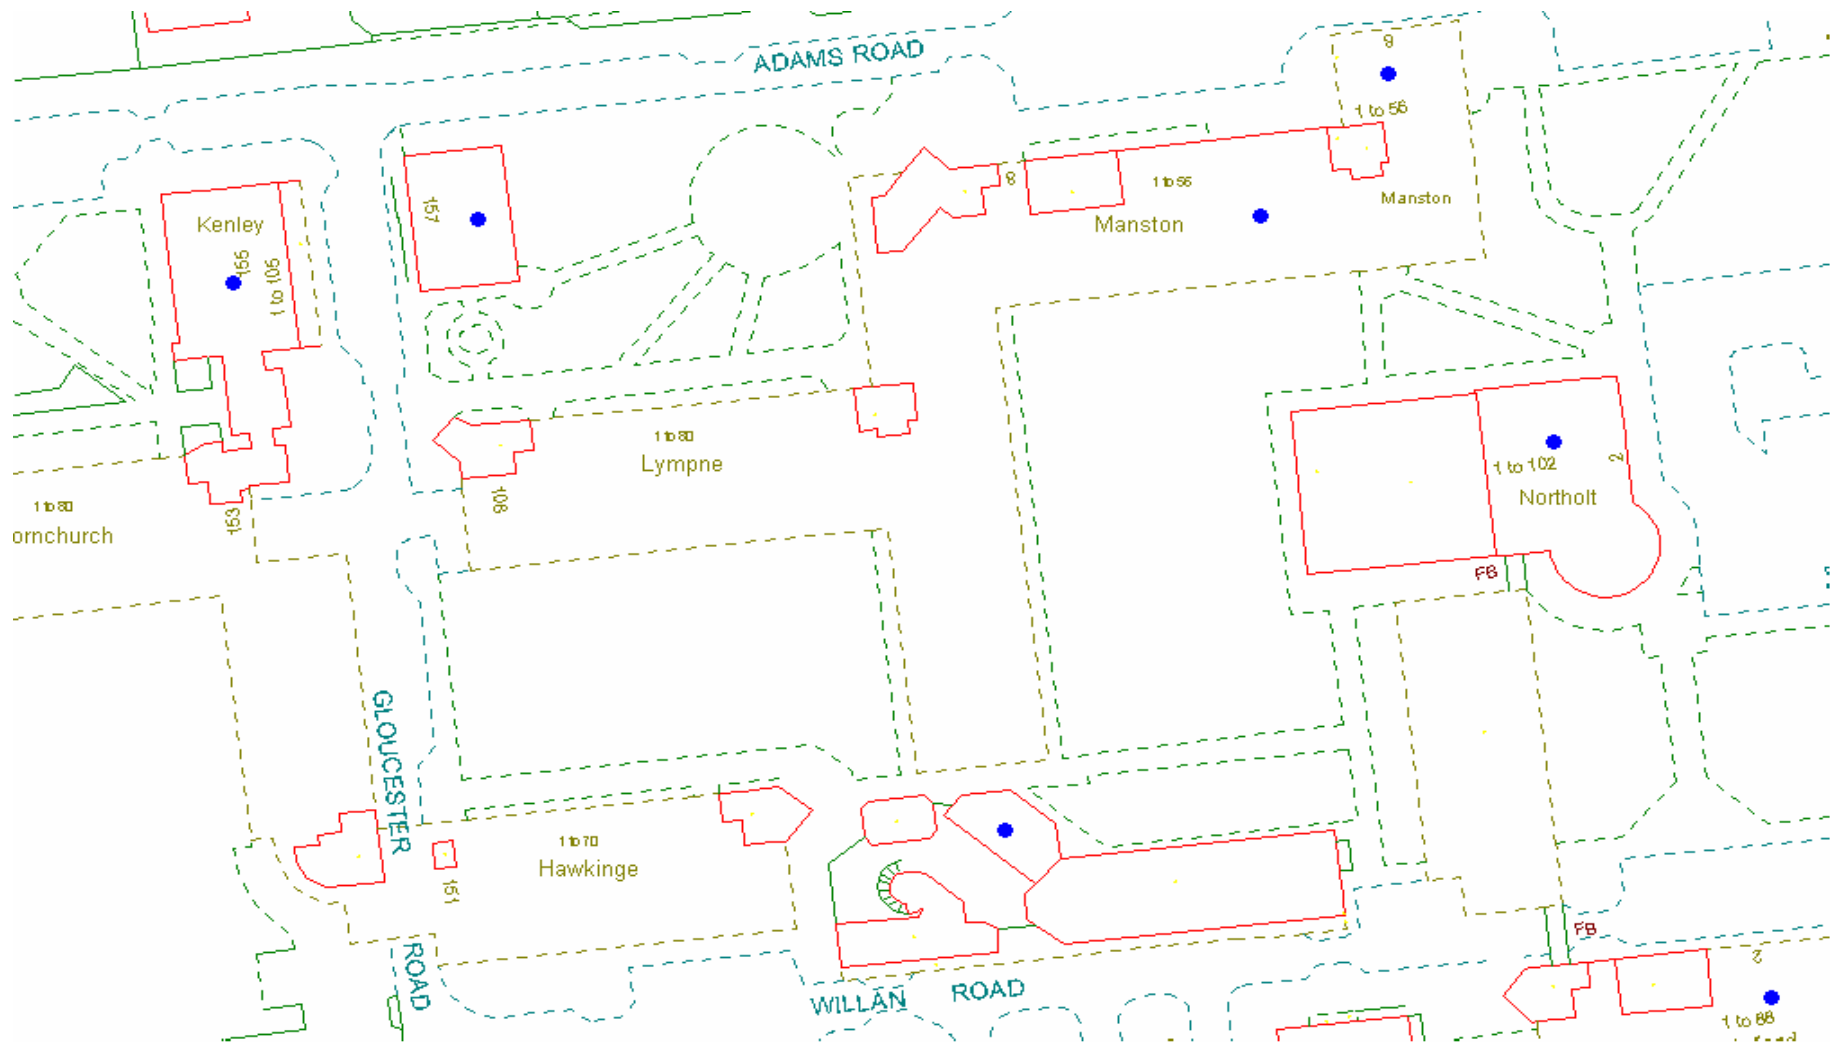 ADAMS ROAD
8
1 to 56
157
8
1 to 56
Manston
Manston
Kenley
155
1 to 105
1 to 80
Lympne
108
1 to 102
2
Northolt
1 to 80
ornchurch
153
FB
GLOUCESTER
ROAD
1 to 70
Hawkinge
151
FB
2
WILLAN ROAD
1 to 88